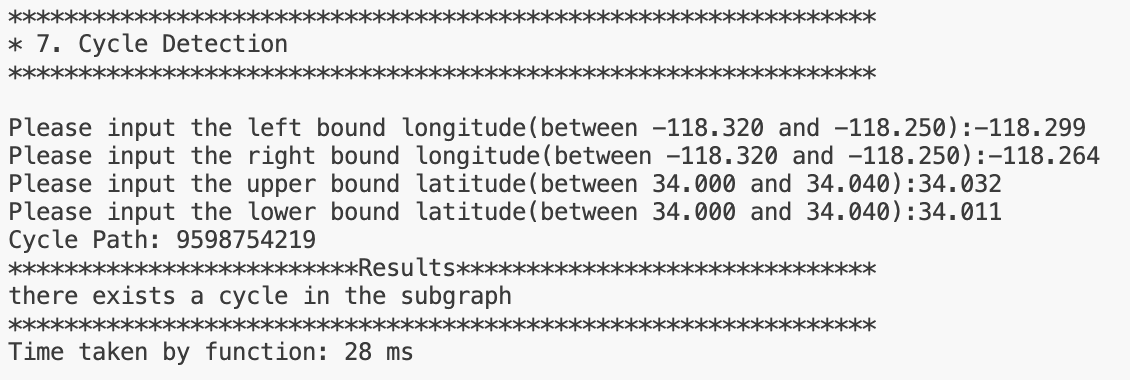 **************************************************************
* 7. Cycle Detection
**************************************************************
Please input the left bound longitude(between -118.320 and -118.250):-118.299
Please input the right bound longitude(between -118.320 and -118.250):-118.264
Please input the upper bound latitude(between 34.000 and 34.040):34.032
Please input the lower bound latitude(between 34.000 and 34.040):34.011
Cycle Path: 9598754219
*************************Results******************************
there exists a cycle in the subgraph
**************************************************************
Time taken by function: 28 ms